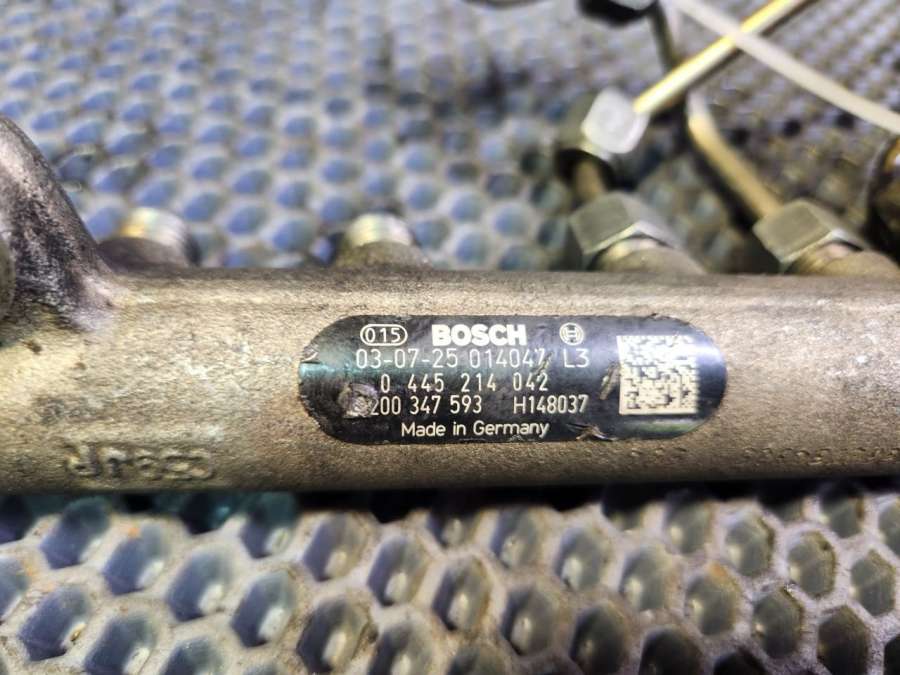 015 BOSCH
03-07-25 014047 L3
0 445 214 042
200 347 593 H148037
Made in Germany